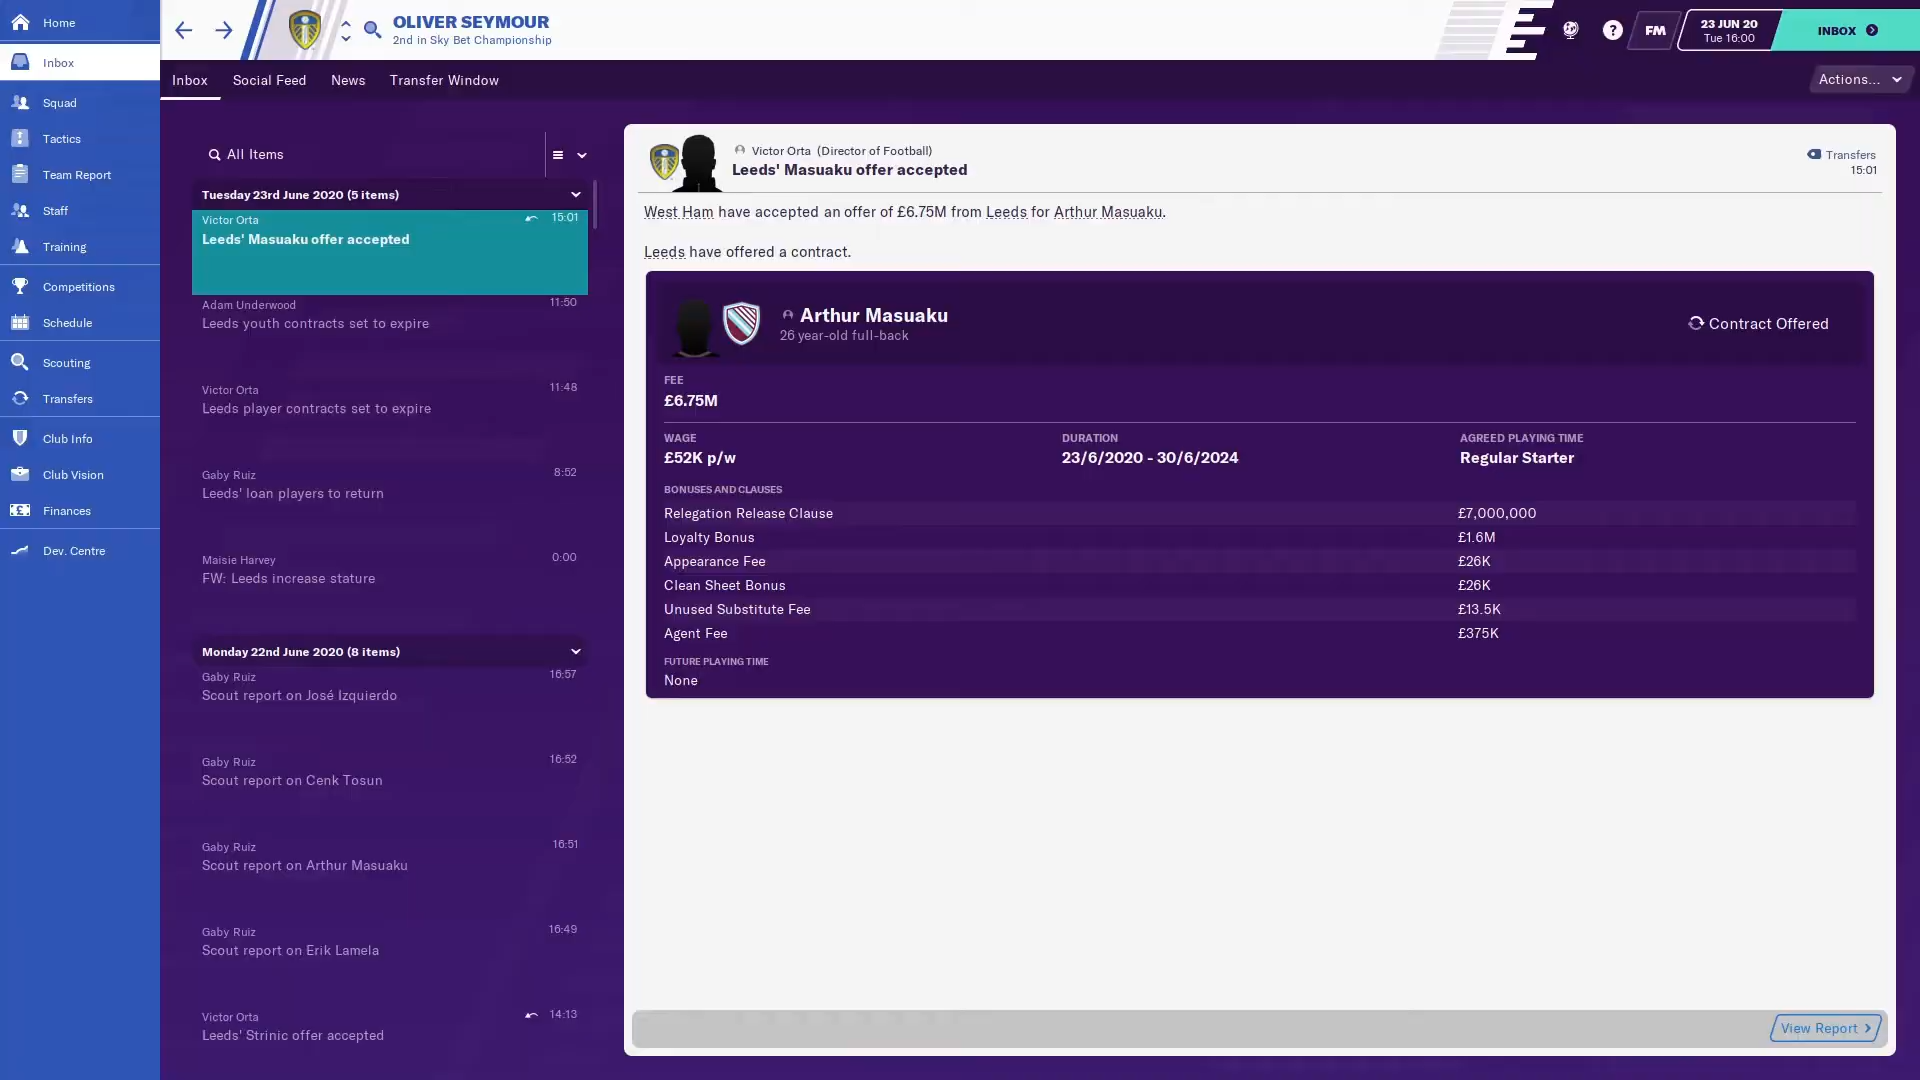 Home
Inbox
Squad
Tactics
Team Report
Staff
Training
Competitions
Schedule
Scouting
Transfers
Club Info
Club Vision
Finances
Dev. Centre
OLIVER SEYMOUR
2nd in Sky Bet Championship
?
FM
23 JUN 20
Tue 16:00
INBOX
Inbox
Social Feed
News
Transfer Window
Actions...
All Items
Tuesday 23rd June 2020 (5 items)
Victor Orta
15:01
Leeds' Masuaku offer accepted
Adam Underwood
11:50
Leeds youth contracts set to expire
Victor Orta
11:48
Leeds player contracts set to expire
Gaby Ruiz
8:52
Leeds' loan players to return
Maisie Harvey
0:00
FW: Leeds increase stature
Monday 22nd June 2020 (8 items)
Gaby Ruiz
16:57
Scout report on José Izquierdo
Gaby Ruiz
16:52
Scout report on Cenk Tosun
Gaby Ruiz
16:51
Scout report on Arthur Masuaku
Gaby Ruiz
16:49
Scout report on Erik Lamela
Victor Orta
14:13
Leeds' Strinic offer accepted
Victor Orta (Director of Football)
Leeds' Masuaku offer accepted
Transfers
15:01
West Ham have accepted an offer of £6.75M from Leeds for Arthur Masuaku.
Leeds have offered a contract.
Arthur Masuaku
26 year-old full-back
Contract Offered
FEE
£6.75M
WAGE
£52K p/w
DURATION
23/6/2020 - 30/6/2024
AGREED PLAYING TIME
Regular Starter
BONUSES AND CLAUSES
Relegation Release Clause £7,000,000
Loyalty Bonus £1.6M
Appearance Fee £26K
Clean Sheet Bonus £26K
Unused Substitute Fee £13.5K
Agent Fee £375K
FUTURE PLAYING TIME
None
View Report